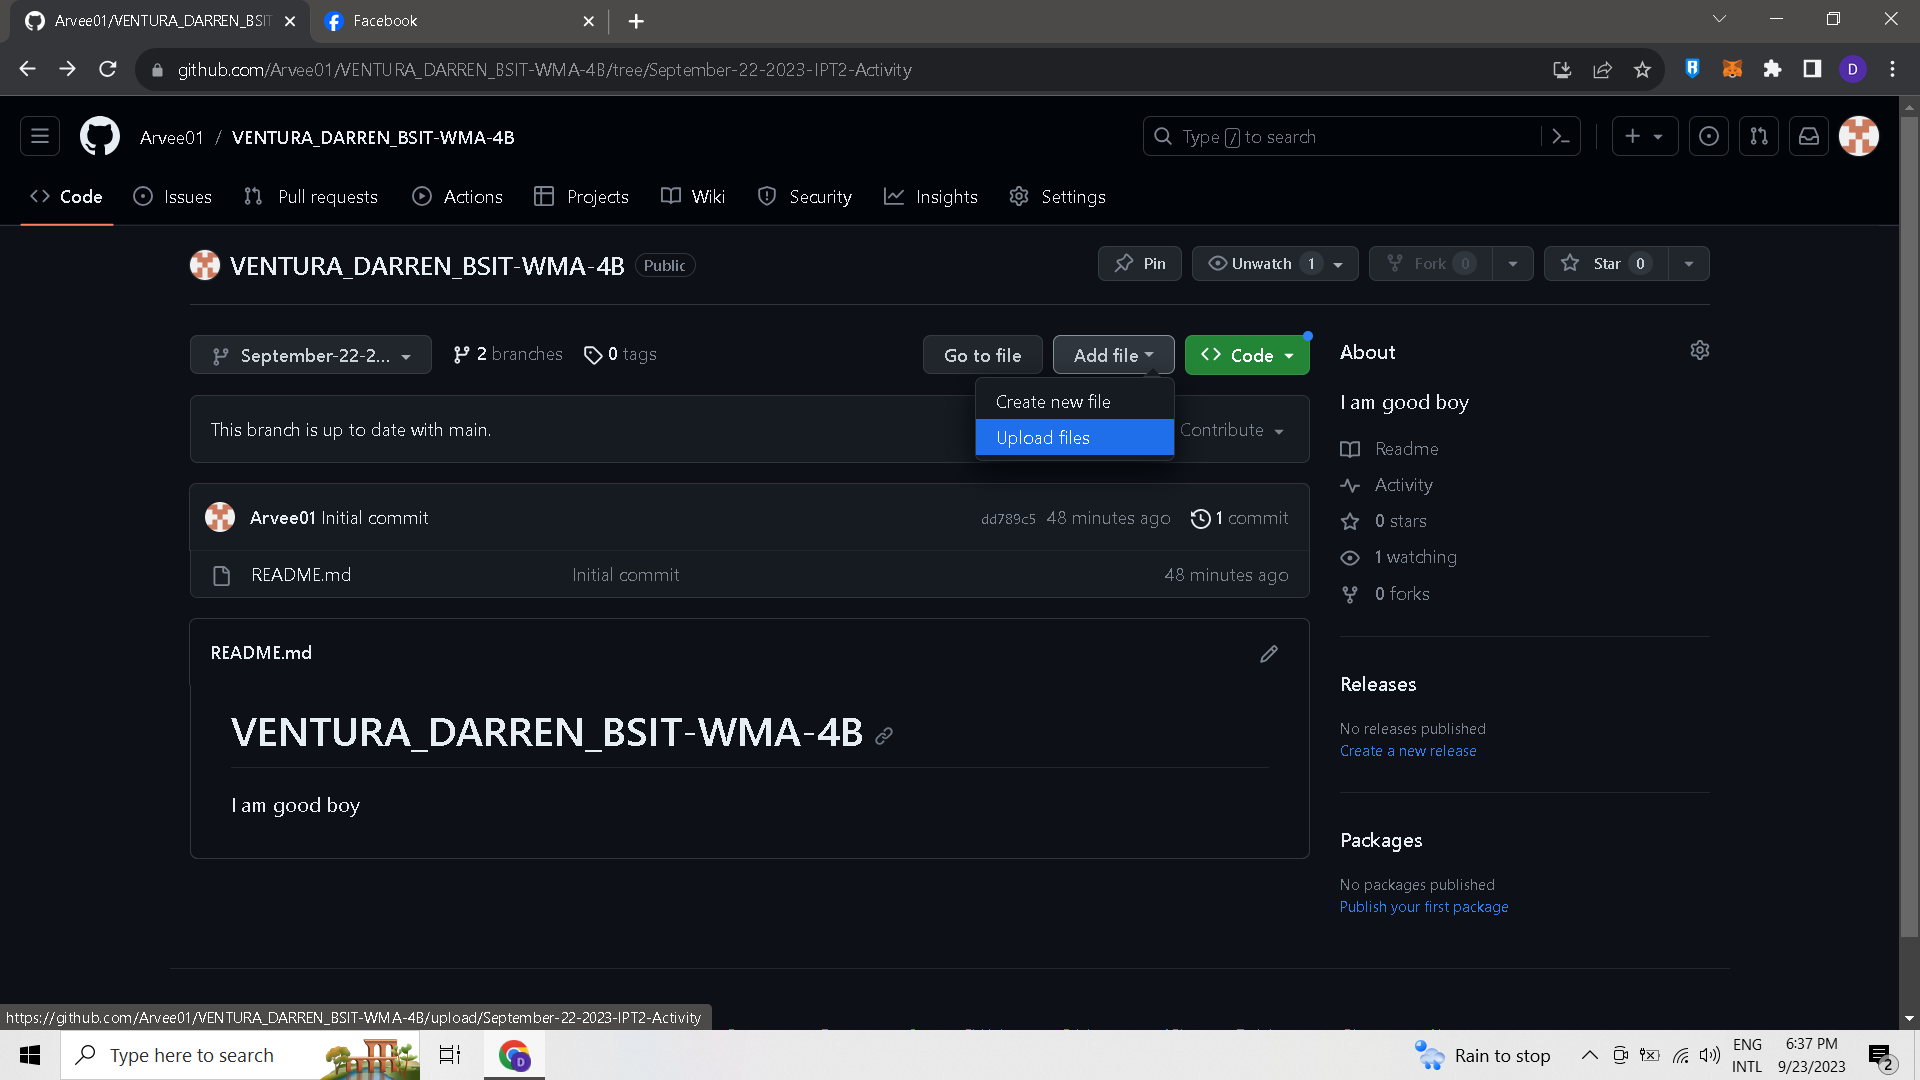 Arvee01/VENTURA_DARREN_BSIT
Facebook
github.com/Arvee01/VENTURA_DARREN_BSIT-WMA-4B/tree/September-22-2023-IPT2-Activity
D
Arvee01 / VENTURA_DARREN_BSIT-WMA-4B
Type / to search
Code
Issues
Pull requests
Actions
Projects
Wiki
Security
Insights
Settings
VENTURA_DARREN_BSIT-WMA-4B Public
Pin
Unwatch 1
Fork 0
Star 0
September-22-2...
2 branches
0 tags
Go to file
Add file
Code
Create new file
Upload files
This branch is up to date with main.
Contribute
Arvee01 Initial commit
dd789c5 48 minutes ago
1 commit
README.md
Initial commit
48 minutes ago
README.md
VENTURA_DARREN_BSIT-WMA-4B
I am good boy
About
I am good boy
Readme
Activity
0 stars
1 watching
0 forks
Releases
No releases published
Create a new release
Packages
No packages published
Publish your first package
https://github.com/Arvee01/VENTURA_DARREN_BSIT-WMA-4B/upload/September-22-2023-IPT2-Activity
Type here to search
D
Rain to stop
ENG
INTL
6:37 PM
9/23/2023
2